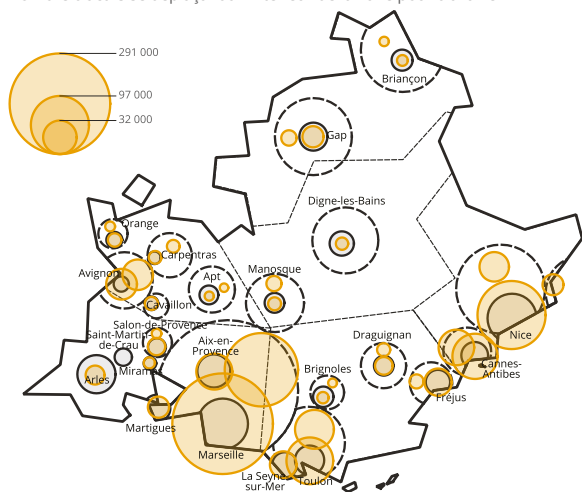 291 000
97 000
32 000
Briançon
Gap
Digne-les-Bains
Orange
Carpentras
Avignon
Apt
Manosque
Cavaillon
Salon-de-Provence
Saint-Martin-
de-Crau
Miramas
Arles
Aix-en-
Provence
Martigues
Marseille
Brignoles
Draguignan
Fréjus
Cannes-
Antibes
Nice
La Seyne-
sur-Mer
Toulon